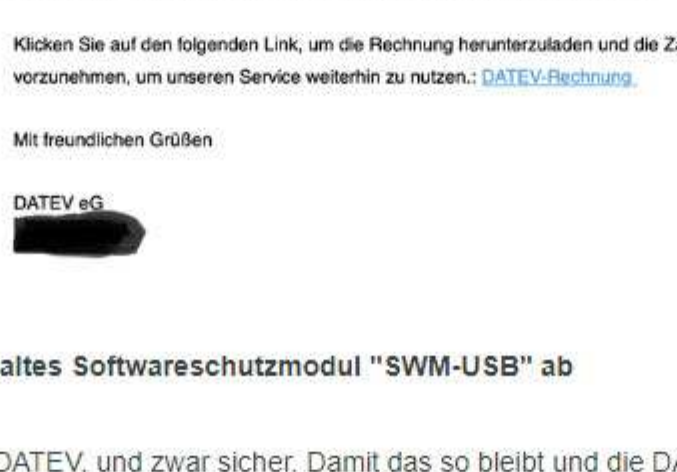 Klicken Sie auf den folgenden Link, um die Rechnung herunterzuladen und die Z
vorzunehmen, um unseren Service weiterhin zu nutzen.: DATEV-Rechnung
Mit freundlichen Grüßen
DATEV eG
altes Softwareschutzmodul "SWM-USB" ab
DATEV, und zwar sicher. Damit das so bleibt und die DA